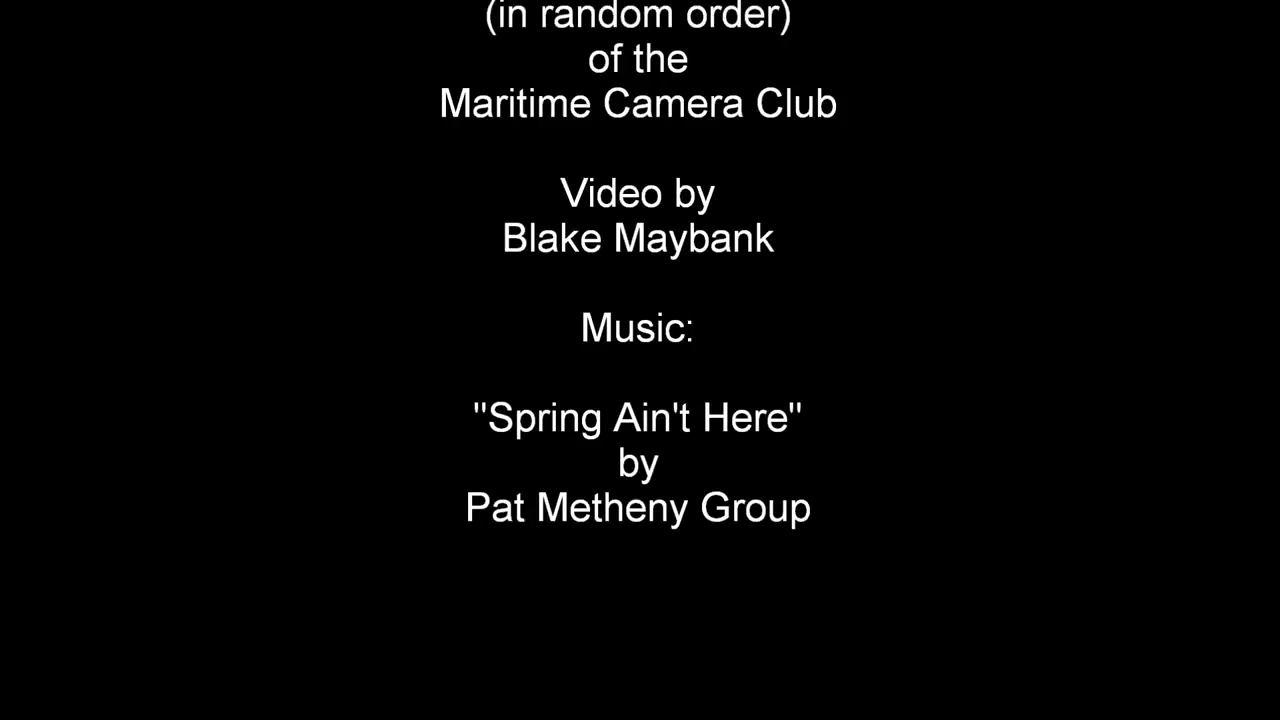 (in random order)
of the
Maritime Camera Club
Video by
Blake Maybank
Music:
"Spring Ain't Here"
by
Pat Metheny Group